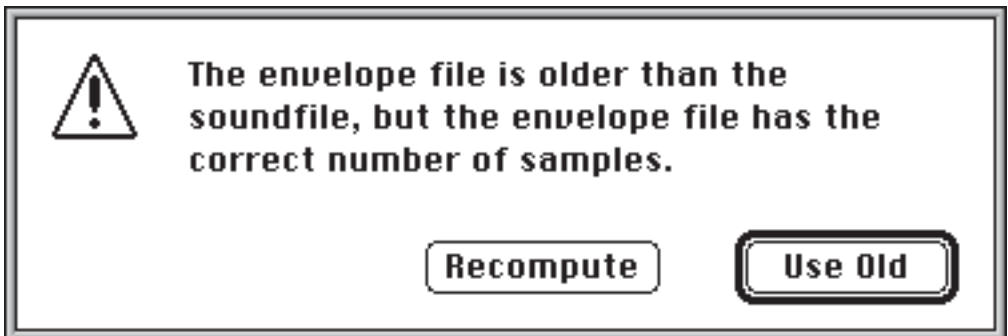 The envelope file is older than the
soundfile, but the envelope file has the
correct number of samples.
Recompute
Use Old